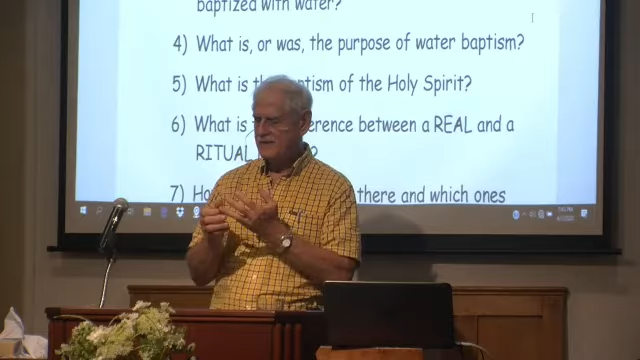 baptized with water?
4) What is, or was, the purpose of water baptism?
5) What is the baptism of the Holy Spirit?
6) What is difference between a REAL and a
RITUAL
7) there and which ones